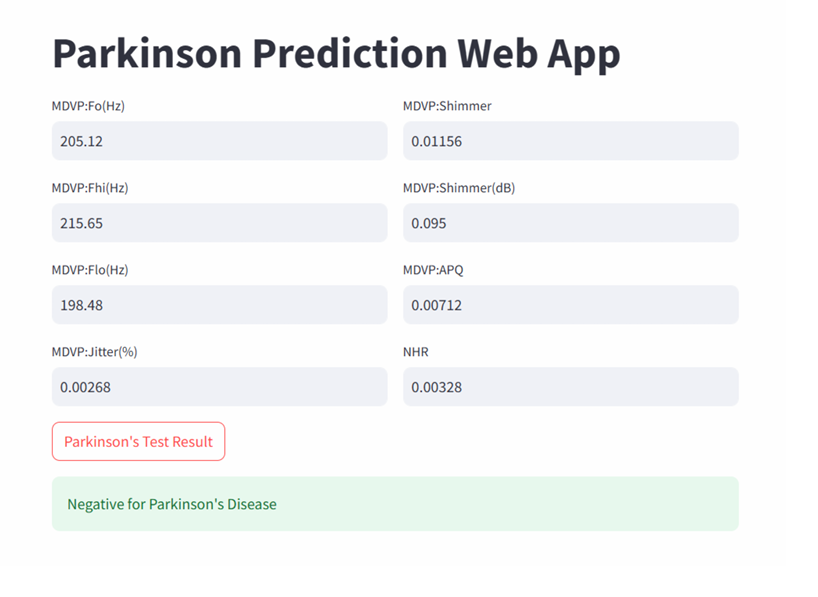 Parkinson Prediction Web App
MDVP:Fo(Hz)
205.12
MDVP:Shimmer
0.01156
MDVP:Fhi(Hz)
215.65
MDVP:Shimmer(dB)
0.095
MDVP:Flo(Hz)
198.48
MDVP:APQ
0.00712
MDVP:Jitter(%)
0.00268
NHR
0.00328
Parkinson's Test Result
Negative for Parkinson's Disease